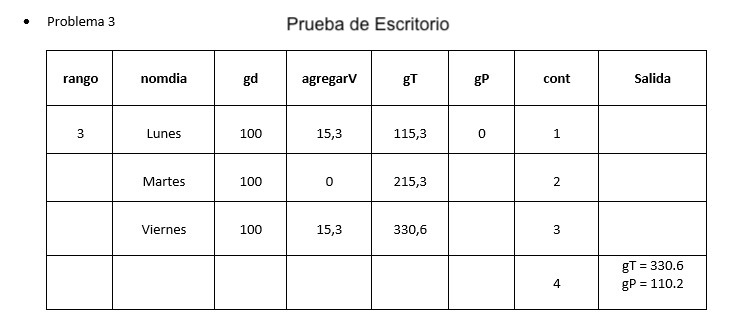 • Problema 3
Prueba de Escritorio
rango nomdia gd agregarV gT gP cont Salida
3 Lunes 100 15,3 115,3 0 1
Martes 100 0 215,3 2
Viernes 100 15,3 330,6 3
4 gT = 330.6
gP = 110.2